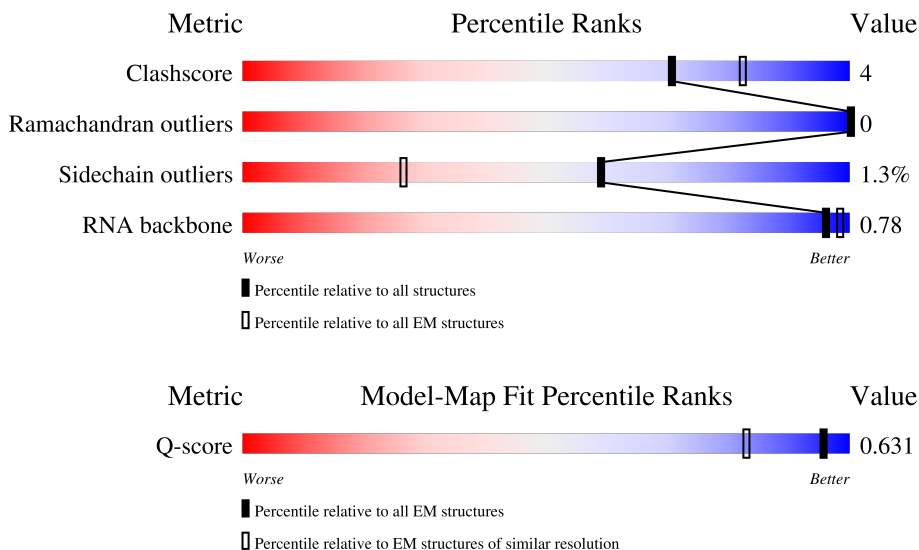 Metric Percentile Ranks Value
Clashscore 4
Ramachandran outliers 0
Sidechain outliers 1.3%
RNA backbone 0.78
Worse Better
Percentile relative to all structures
Percentile relative to all EM structures
Metric Model-Map Fit Percentile Ranks Value
Q-score 0.631
Worse Better
Percentile relative to all EM structures
Percentile relative to EM structures of similar resolution